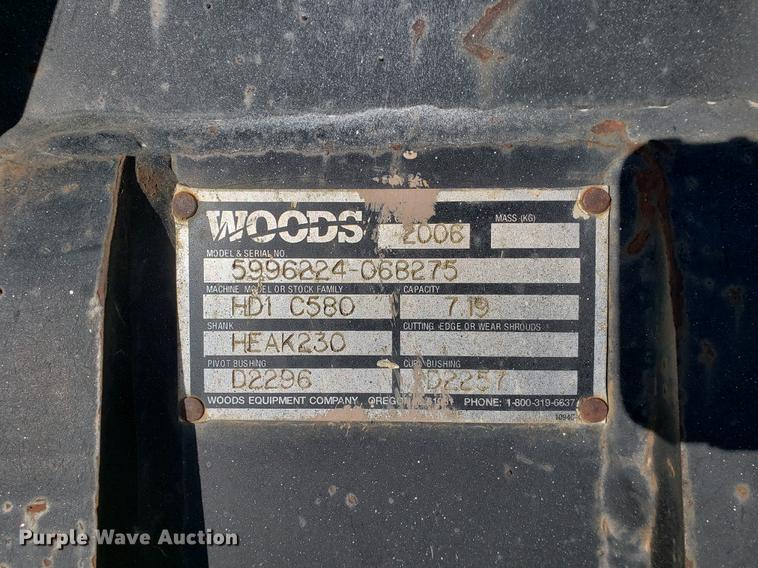 WOODS
2006
MASS (KG)
MODEL & SERIAL NO.
5996224-068275
MACHINE MODEL OR STOCK FAMILY CAPACITY
HD1 C580 7.19
SHANK CUTTING EDGE OR WEAR SHROUDS
HEAK230
PIVOT BUSHING BUSHING
D2296 D2257
WOODS EQUIPMENT COMPANY, PHONE: 1-800-319-6637
Purple Wave Auction